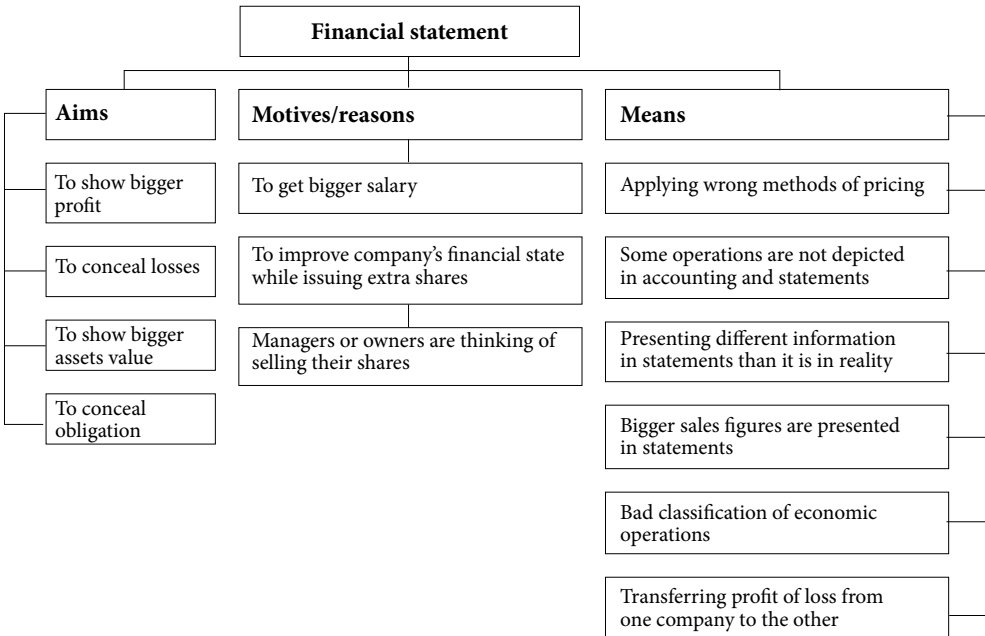 Financial statement
Aims
To show bigger
profit
To conceal losses
To show bigger
assets value
To conceal
obligation
Motives/reasons
To get bigger salary
To improve company's financial state
while issuing extra shares
Managers or owners are thinking of
selling their shares
Means
Applying wrong methods of pricing
Some operations are not depicted
in accounting and statements
Presenting different information
in statements than it is in reality
Bigger sales figures are presented
in statements
Bad classification of economic
operations
Transferring profit of loss from
one company to the other